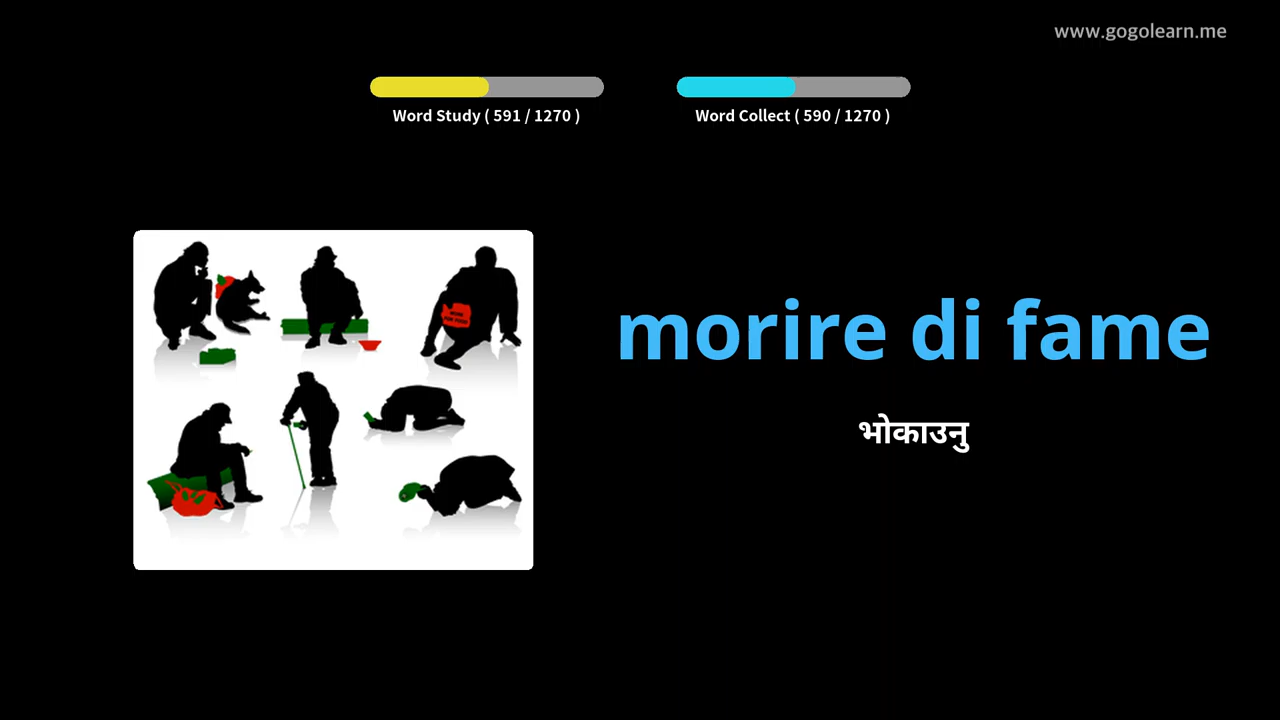 www.gogolearn.me
Word Study ( 591 / 1270 )
Word Collect ( 590 / 1270 )
morire di fame
भोकाउनु